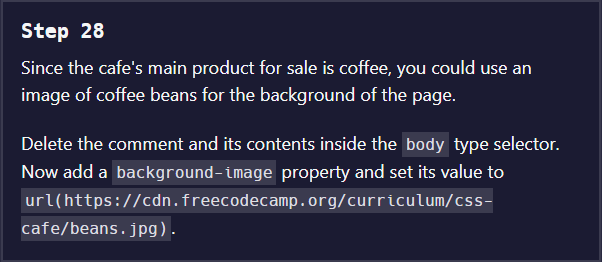 Step 28
Since the cafe's main product for sale is coffee, you could use an
image of coffee beans for the background of the page.
Delete the comment and its contents inside the body type selector.
Now add a background-image property and set its value to
url(https://cdn.freecodecamp.org/curriculum/css-
cafe/beans.jpg).